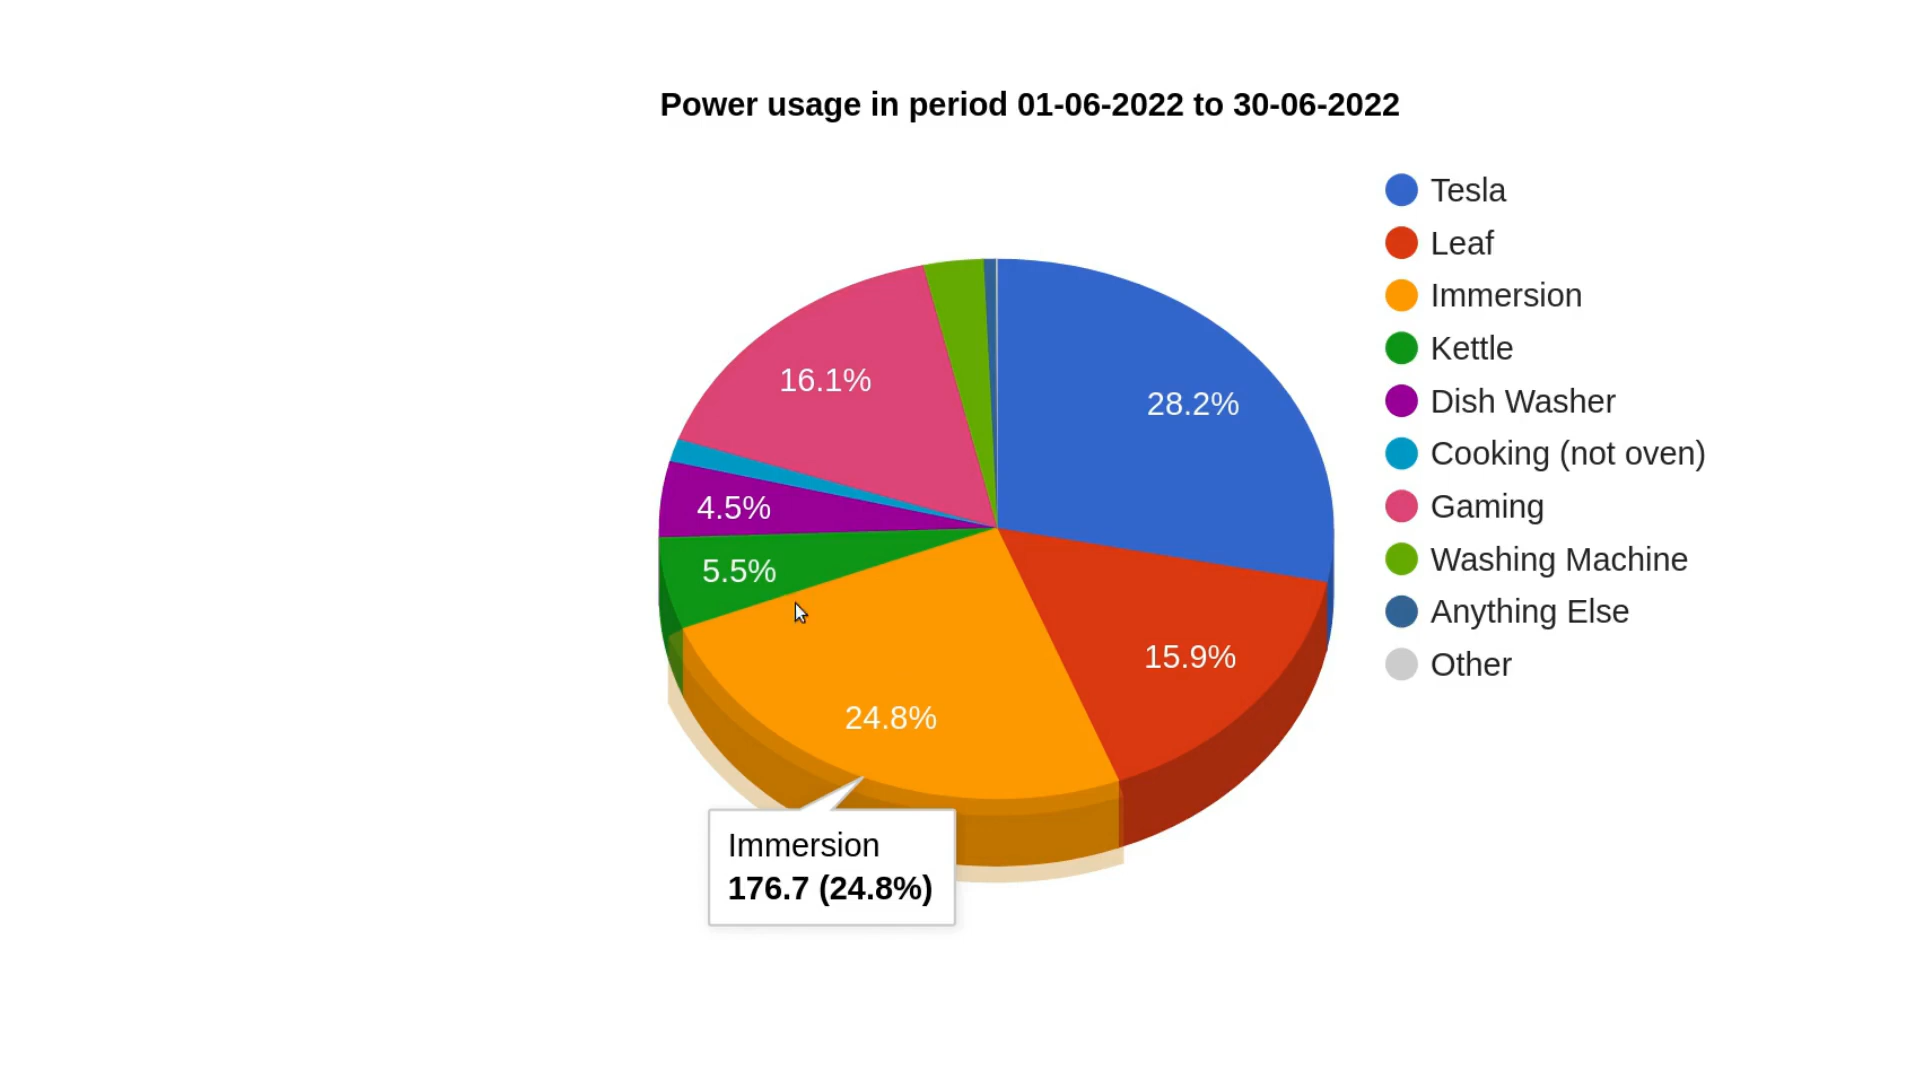 Power usage in period 01-06-2022 to 30-06-2022
Tesla
Leaf
Immersion
Kettle
Dish Washer
Cooking (not oven)
Gaming
Washing Machine
Anything Else
Other
16.1%
28.2%
4.5%
5.5%
15.9%
24.8%
Immersion
176.7 (24.8%)